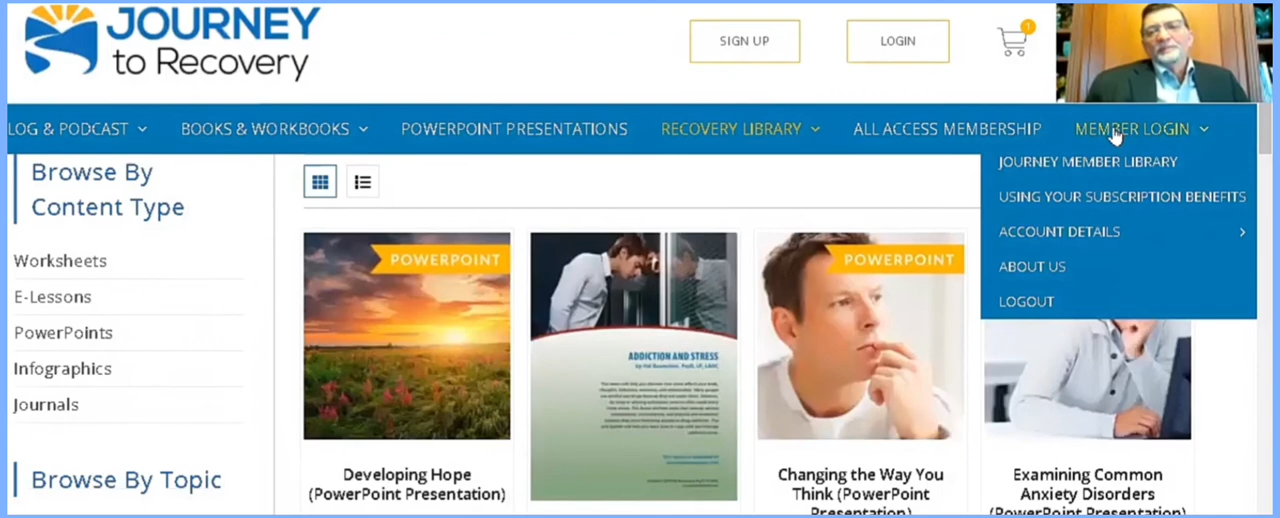 JOURNEY
to Recovery
SIGN UP
LOGIN
1
LOG & PODCAST
BOOKS & WORKBOOKS
POWERPOINT PRESENTATIONS
RECOVERY LIBRARY
ALL ACCESS MEMBERSHIP
MEMBER LOGIN
JOURNEY MEMBER LIBRARY
USING YOUR SUBSCRIPTION BENEFITS
ACCOUNT DETAILS
ABOUT US
LOGOUT
Browse By
Content Type
Worksheets
E-Lessons
PowerPoints
Infographics
Journals
Browse By Topic
POWERPOINT
Developing Hope
(PowerPoint Presentation)
ADDICTION AND STRESS
POWERPOINT
Changing the Way You
Think (PowerPoint
Presentation)
Examining Common
Anxiety Disorders
(PowerPoint Presentation)